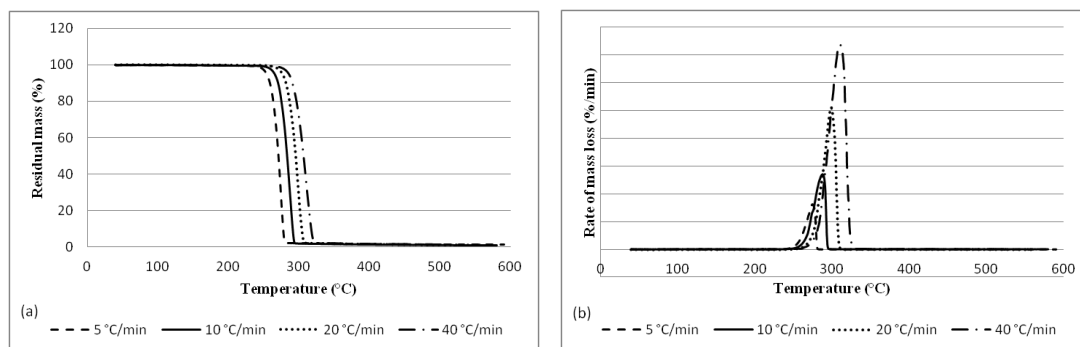 120
100
80
60
40
20
0
Residual mass (%)
0 100 200 300 400 500 600
Temperature (°C)
(a)
5 °C/min 10 °C/min 20 °C/min 40 °C/min
Rate of mass loss (%/min)
0 100 200 300 400 500 600
Temperature (°C)
(b)
5 °C/min 10 °C/min 20 °C/min 40 °C/min